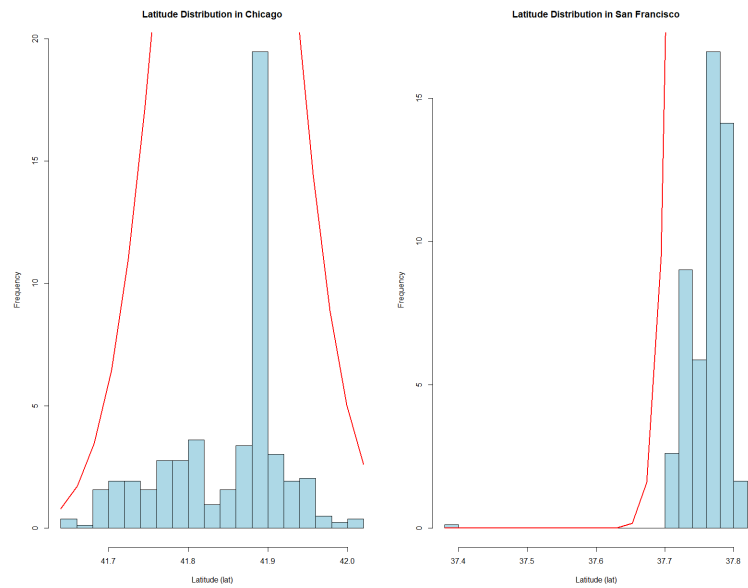 Latitude Distribution in Chicago
Frequency
20
15
10
5
0
41.7 41.8 41.9 42.0
Latitude (lat)
Latitude Distribution in San Francisco
Frequency
15
10
5
0
37.4 37.5 37.6 37.7 37.8
Latitude (lat)